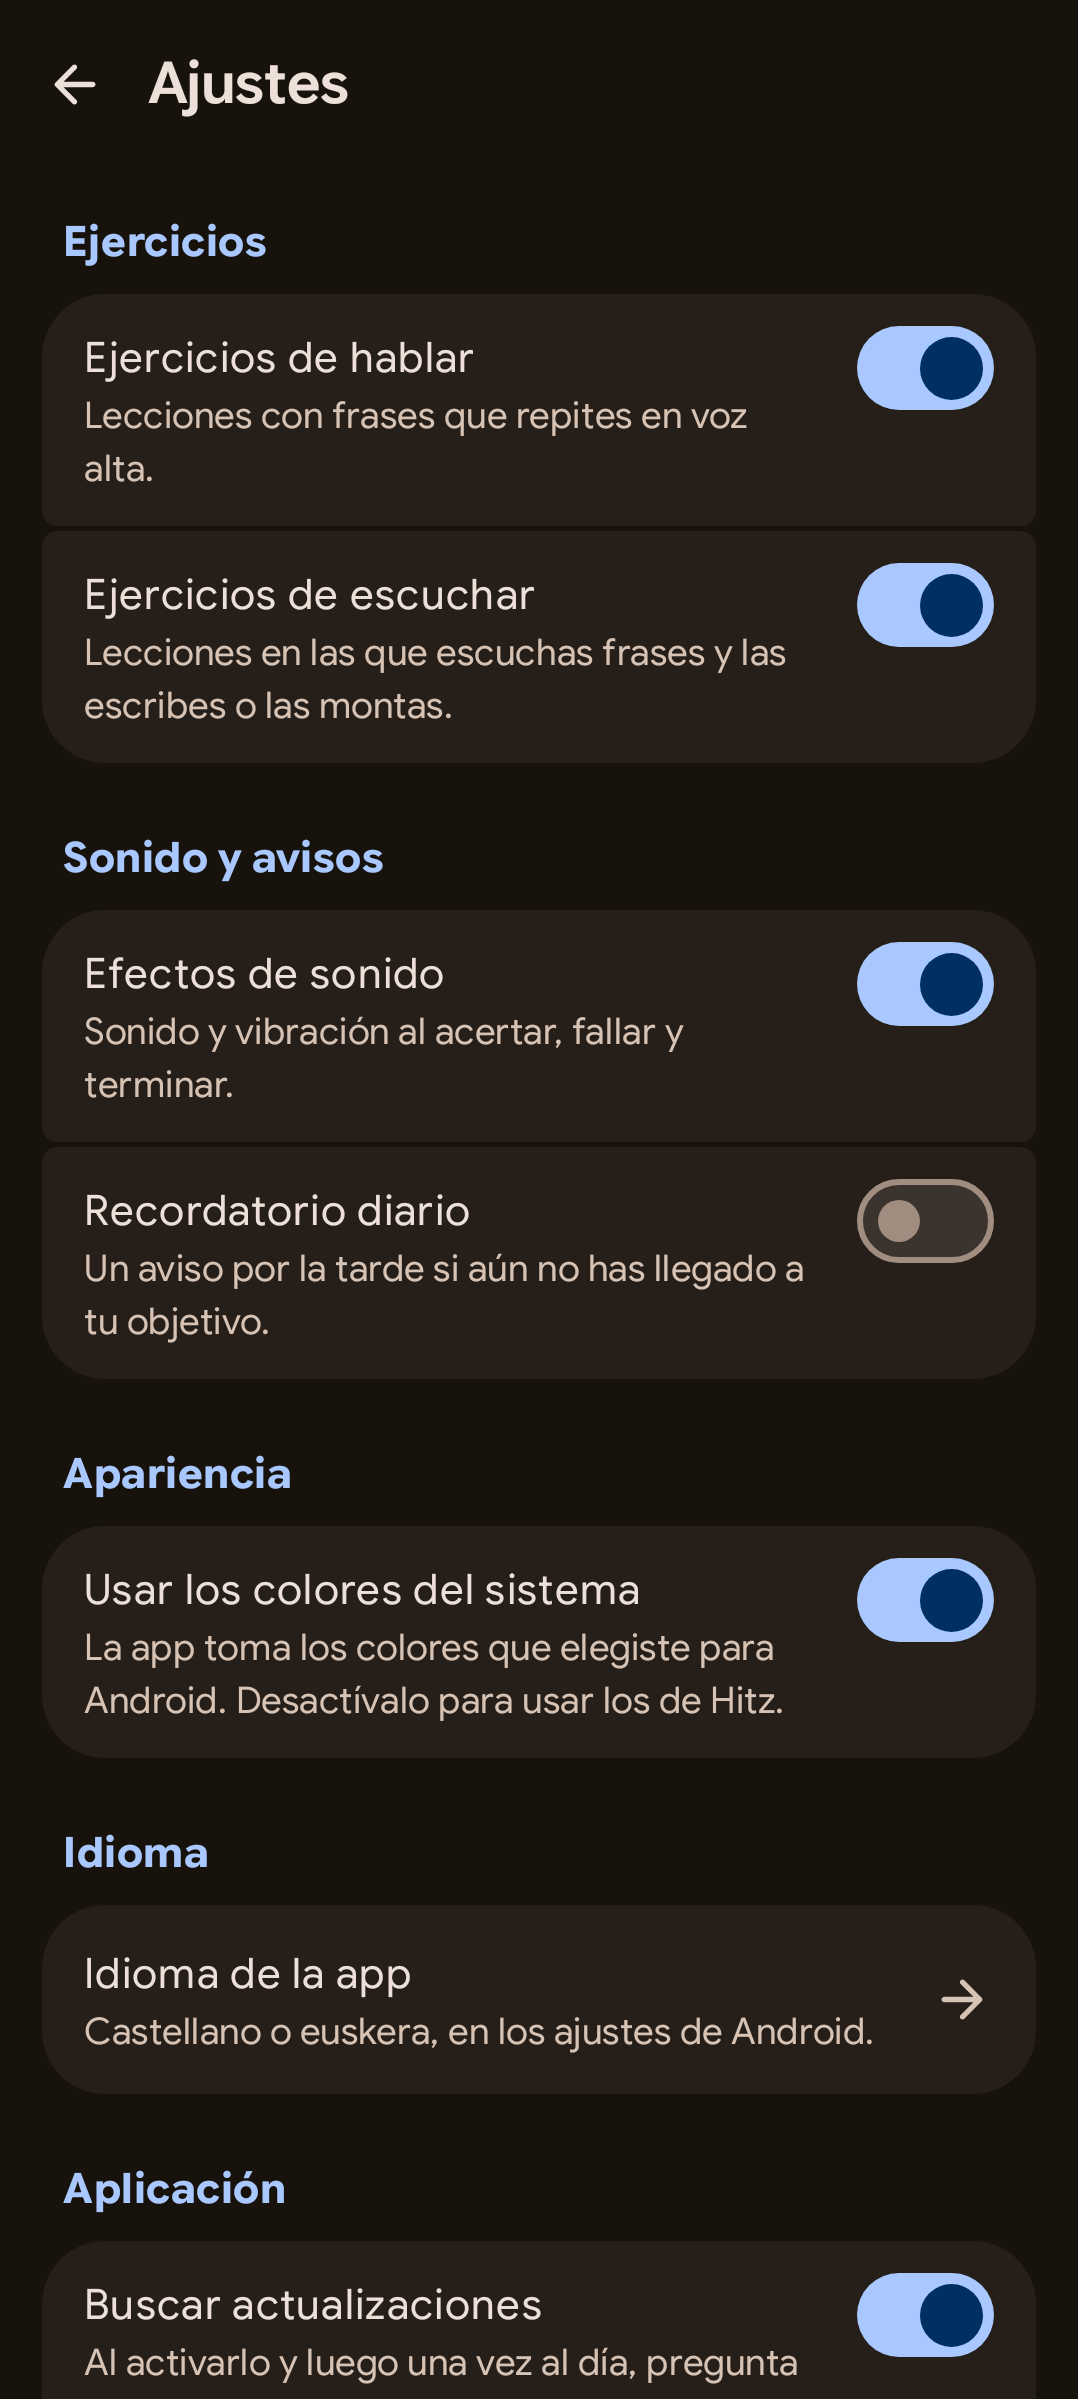 Ajustes
Ejercicios
Ejercicios de hablar
Lecciones con frases que repites en voz
alta.
Ejercicios de escuchar
Lecciones en las que escuchas frases y las
escribes o las montas.
Sonido y avisos
Efectos de sonido
Sonido y vibración al acertar, fallar y
terminar.
Recordatorio diario
Un aviso por la tarde si aún no has llegado a
tu objetivo.
Apariencia
Usar los colores del sistema
La app toma los colores que elegiste para
Android. Desactívalo para usar los de Hitz.
Idioma
Idioma de la app
Castellano o euskera, en los ajustes de Android.
Aplicación
Buscar actualizaciones
Al activarlo y luego una vez al día, pregunta